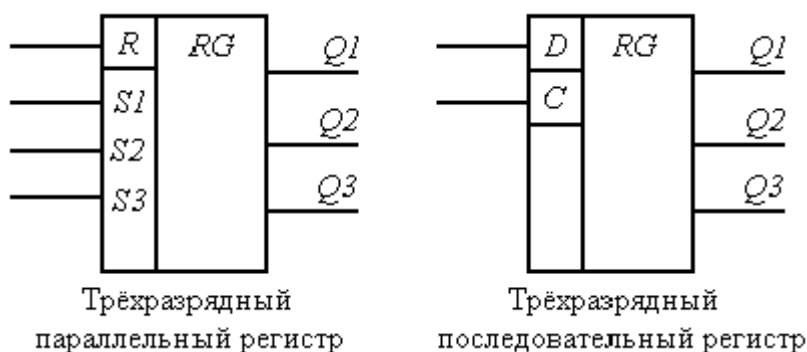 R RG Q1
S1
S2 Q2
S3 Q3
Трёхразрядный
параллельный регистр
D RG Q1
C
Q2
Q3
Трёхразрядный
последовательный регистр